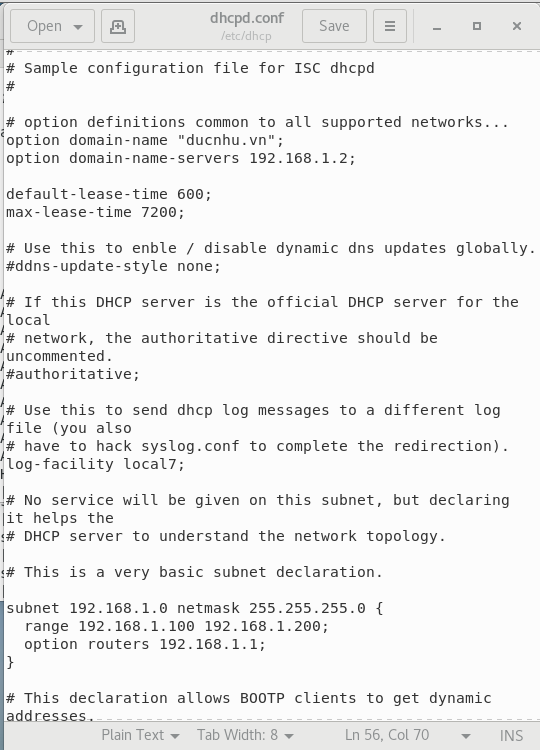 Open
dhcpd.conf
/etc/dhcp
Save
#
# Sample configuration file for ISC dhcpd
#
# option definitions common to all supported networks...
option domain-name "ducnhu.vn";
option domain-name-servers 192.168.1.2;
default-lease-time 600;
max-lease-time 7200;
# Use this to enble / disable dynamic dns updates globally.
#ddns-update-style none;
# If this DHCP server is the official DHCP server for the
local
# network, the authoritative directive should be
uncommented.
#authoritative;
# Use this to send dhcp log messages to a different log
file (you also
# have to hack syslog.conf to complete the redirection).
log-facility local7;
# No service will be given on this subnet, but declaring
it helps the
# DHCP server to understand the network topology.
# This is a very basic subnet declaration.
subnet 192.168.1.0 netmask 255.255.255.0 {
range 192.168.1.100 192.168.1.200;
option routers 192.168.1.1;
}
# This declaration allows BOOTP clients to get dynamic
addresses.
Plain Text
Tab Width: 8
Ln 56, Col 70
INS